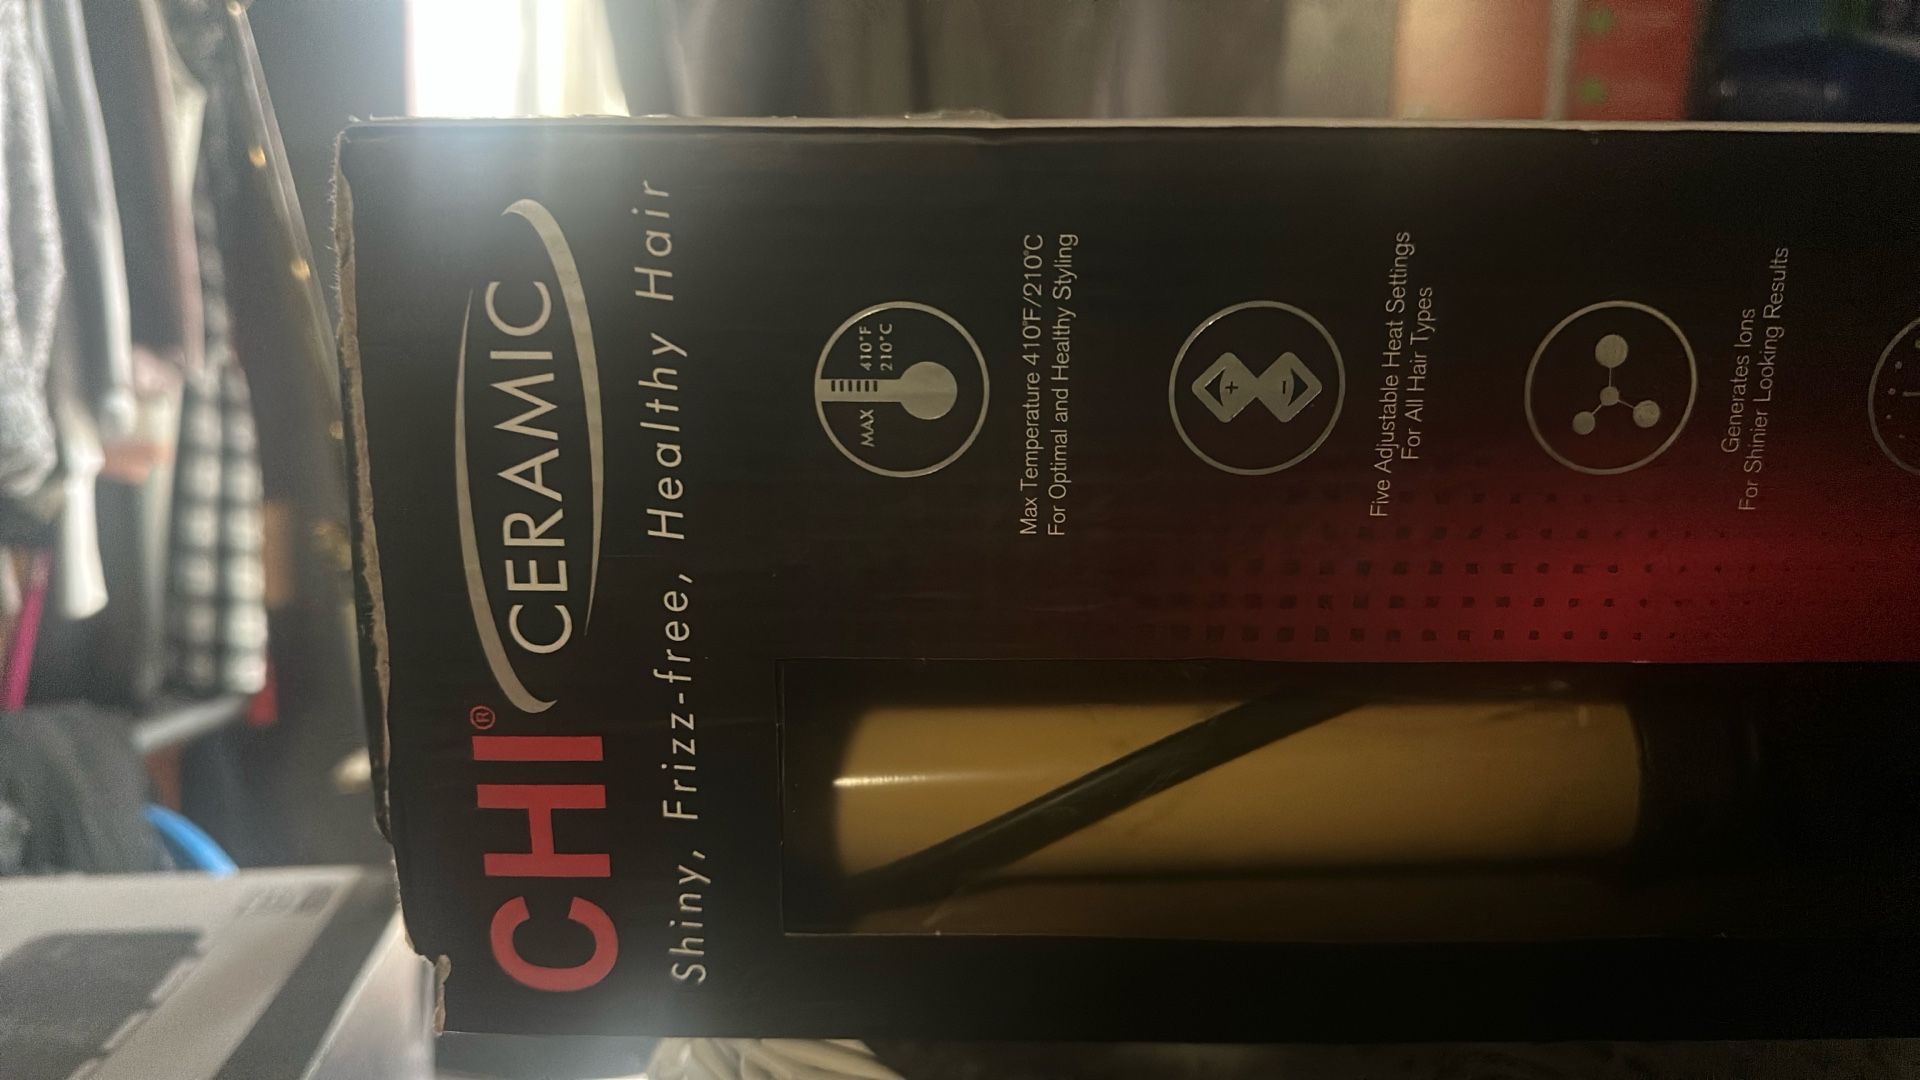 CHI® CERAMIC
Shiny, Frizz-free, Healthy Hair
MAX 410°F
210°C
Max Temperature 410°F/210°C
For Optimal and Healthy Styling
+
−
Five Adjustable Heat Settings
For All Hair Types
Generates Ions
For Shinier Looking Results